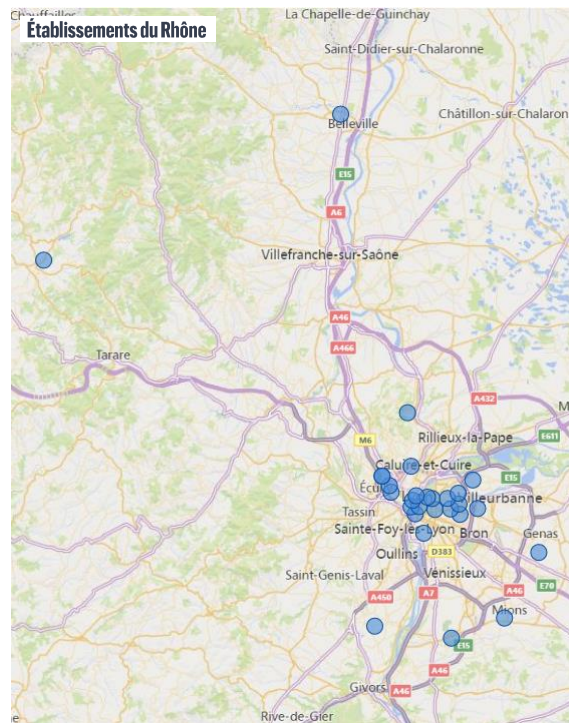 Chauffailles
La Chapelle-de-Guinchay
Établissements du Rhône
Saint-Didier-sur-Chalaronne
Châtillon-sur-Chalaron
Belleville
E15
A6
Villefranche-sur-Saône
A46
A466
Tarare
A432
M6
Rillieux-la-Pape
E611
Caluire-et-Cuire
E15
Écu
illeurbanne
Tassin
Sainte-Foy-lès-Lyon
Bron
Genas
Oullins
D383
Saint-Genis-Laval
Vénissieux
E70
A450
A7
A46
Mions
E15
A46
Givors
A46
Rive-de-Gier